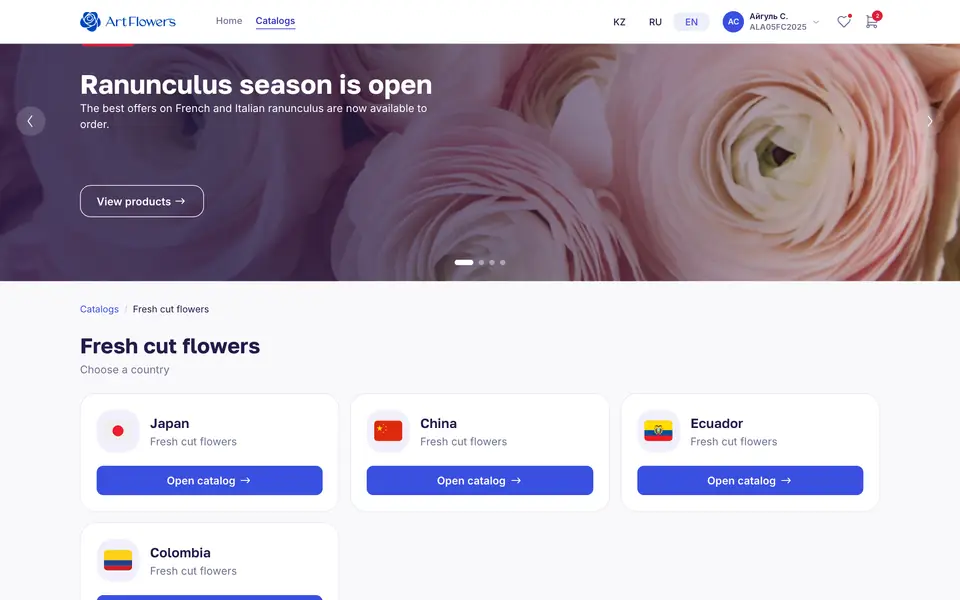 ArtFlowers
Home
Catalogs
KZ
RU
EN
AC
Айгуль С.
ALA05FC2025
2
Ranunculus season is open
The best offers on French and Italian ranunculus are now available to
order.
View products →
Catalogs / Fresh cut flowers
Fresh cut flowers
Choose a country
Japan
Fresh cut flowers
Open catalog →
China
Fresh cut flowers
Open catalog →
Ecuador
Fresh cut flowers
Open catalog →
Colombia
Fresh cut flowers